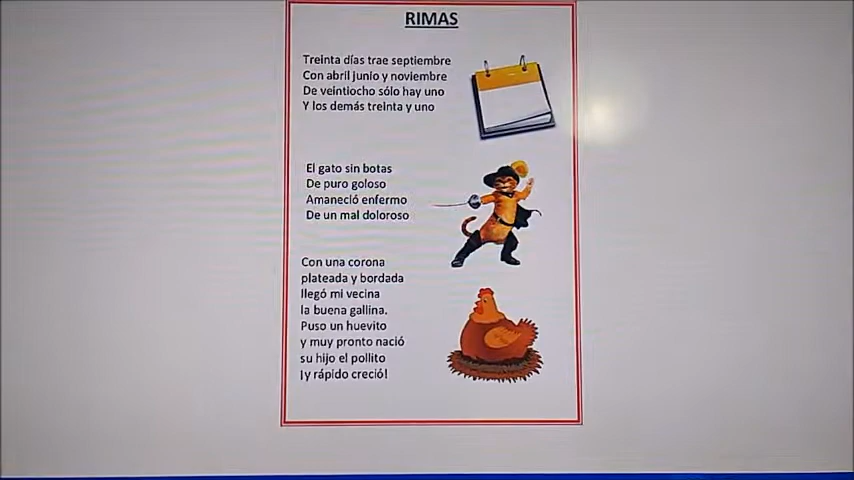 RIMAS
Treinta días trae septiembre
Con abril junio y noviembre
De veintiocho sólo hay uno
Y los demás treinta y uno
El gato sin botas
De puro goloso
Amaneció enfermo
De un mal doloroso
Con una corona
plateada y bordada
llegó mi vecina
la buena gallina.
Puso un huevito
y muy pronto nació
su hijo el pollito
¡y rápido creció!